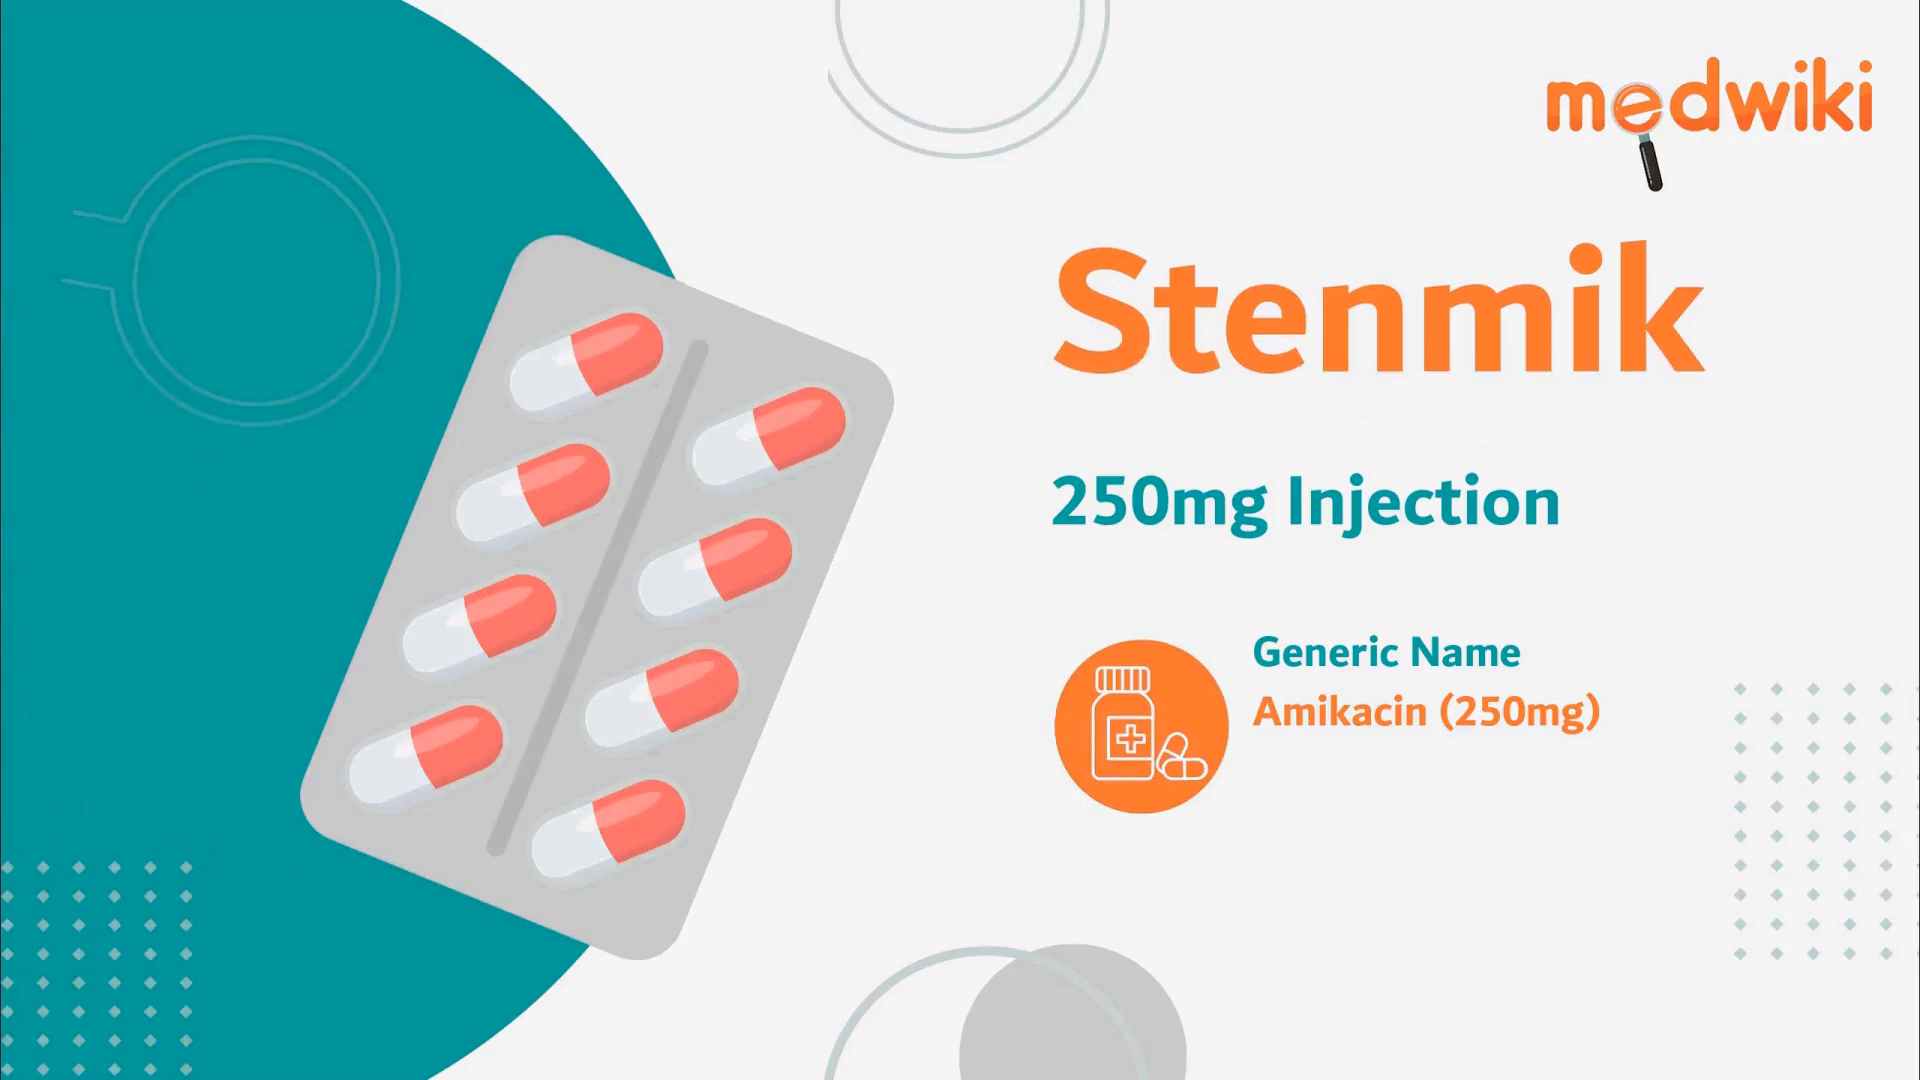 medwiki
Stenmik
250mg Injection
Generic Name
Amikacin (250mg)